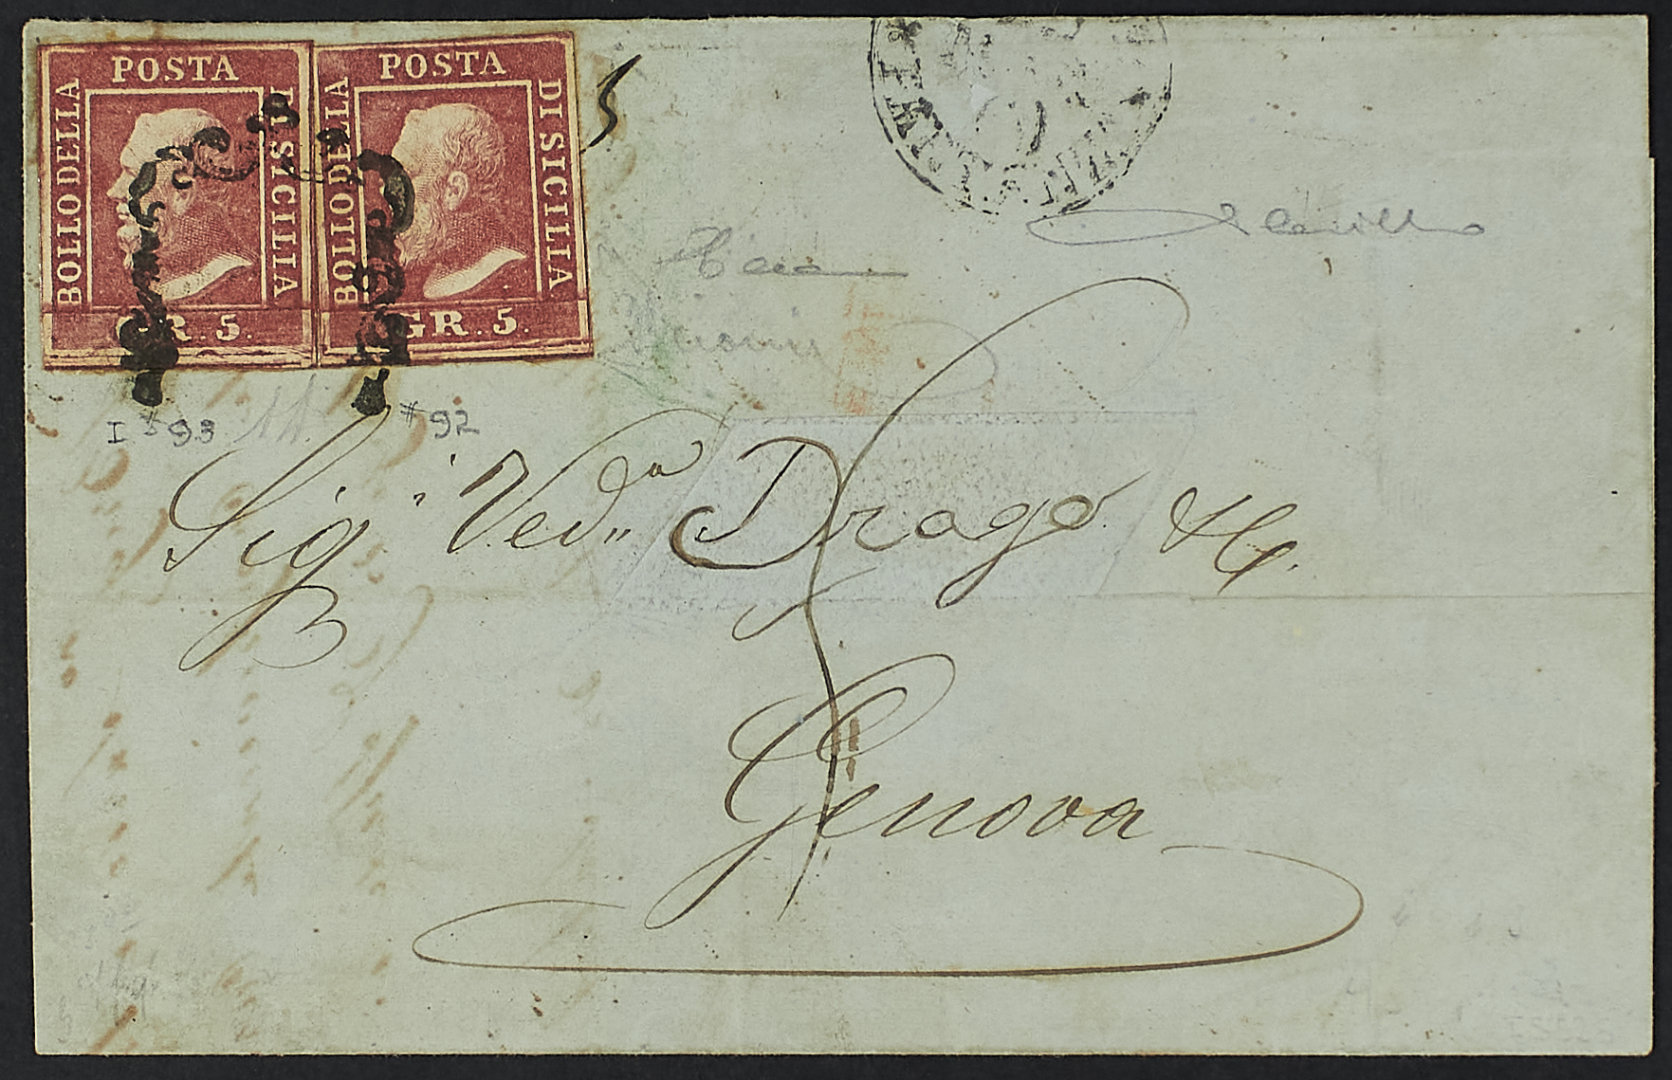 POSTA
BOLLO DELLA
DI SICILIA
GR. 5.
POSTA
BOLLO DELLA
DI SICILIA
GR. 5.
I # 93
# 92
Sig.ⁱ Ved.ª Drago & C.
Genova